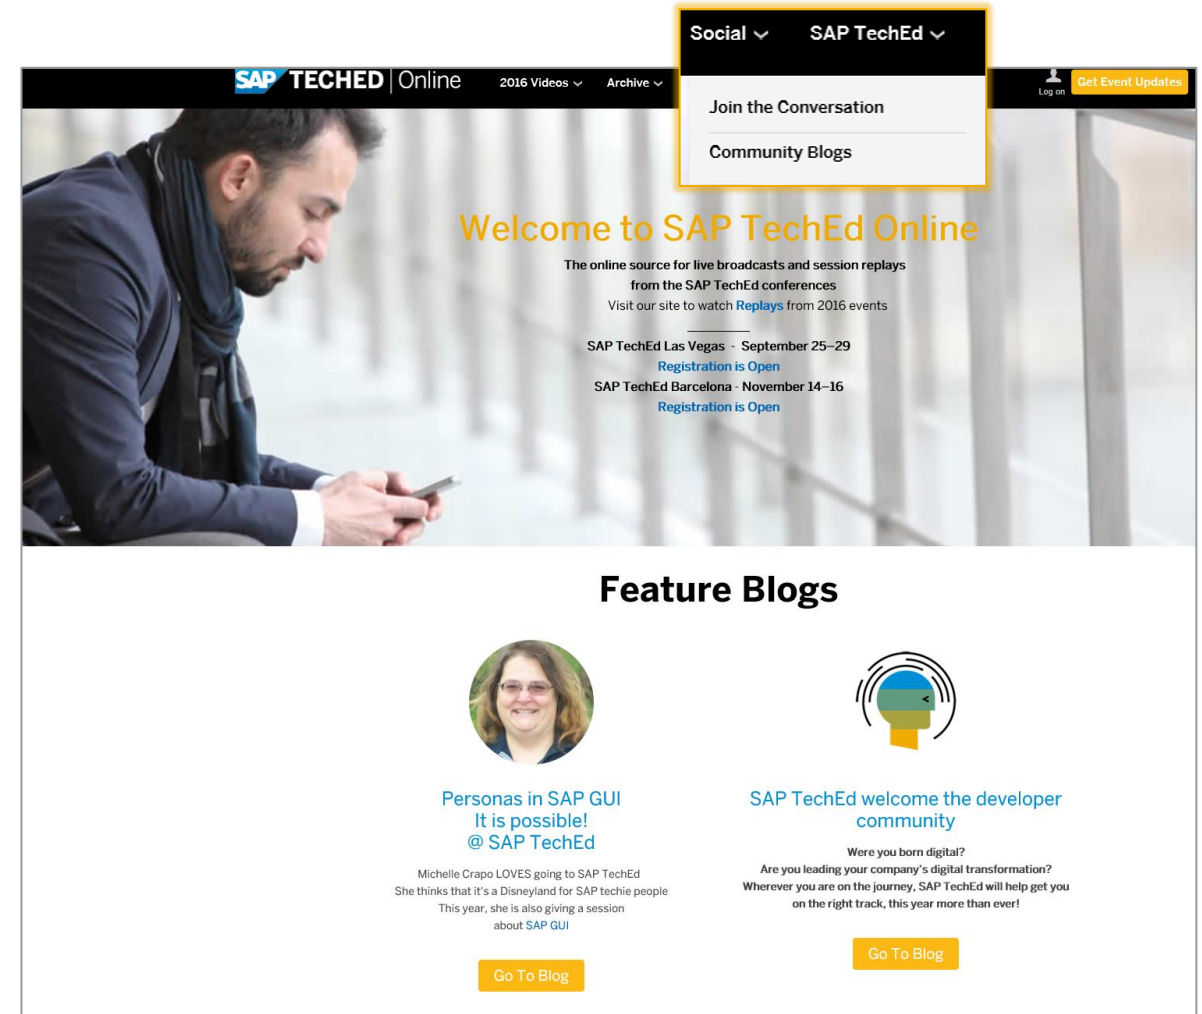 Social SAP TechEd
SAP TECHED | Online 2016 Videos Archive Log on Get Event Updates
Join the Conversation
Community Blogs
Welcome to SAP TechEd Online
The online source for live broadcasts and session replays
from the SAP TechEd conferences
Visit our site to watch Replays from 2016 events
SAP TechEd Las Vegas - September 25–29
Registration is Open
SAP TechEd Barcelona - November 14–16
Registration is Open
Feature Blogs
Personas in SAP GUI
It is possible!
@ SAP TechEd
Michelle Crapo LOVES going to SAP TechEd
She thinks that it's a Disneyland for SAP techie people
This year, she is also giving a session
about SAP GUI
Go To Blog
SAP TechEd welcome the developer
community
Were you born digital?
Are you leading your company's digital transformation?
Wherever you are on the journey, SAP TechEd will help get you
on the right track, this year more than ever!
Go To Blog